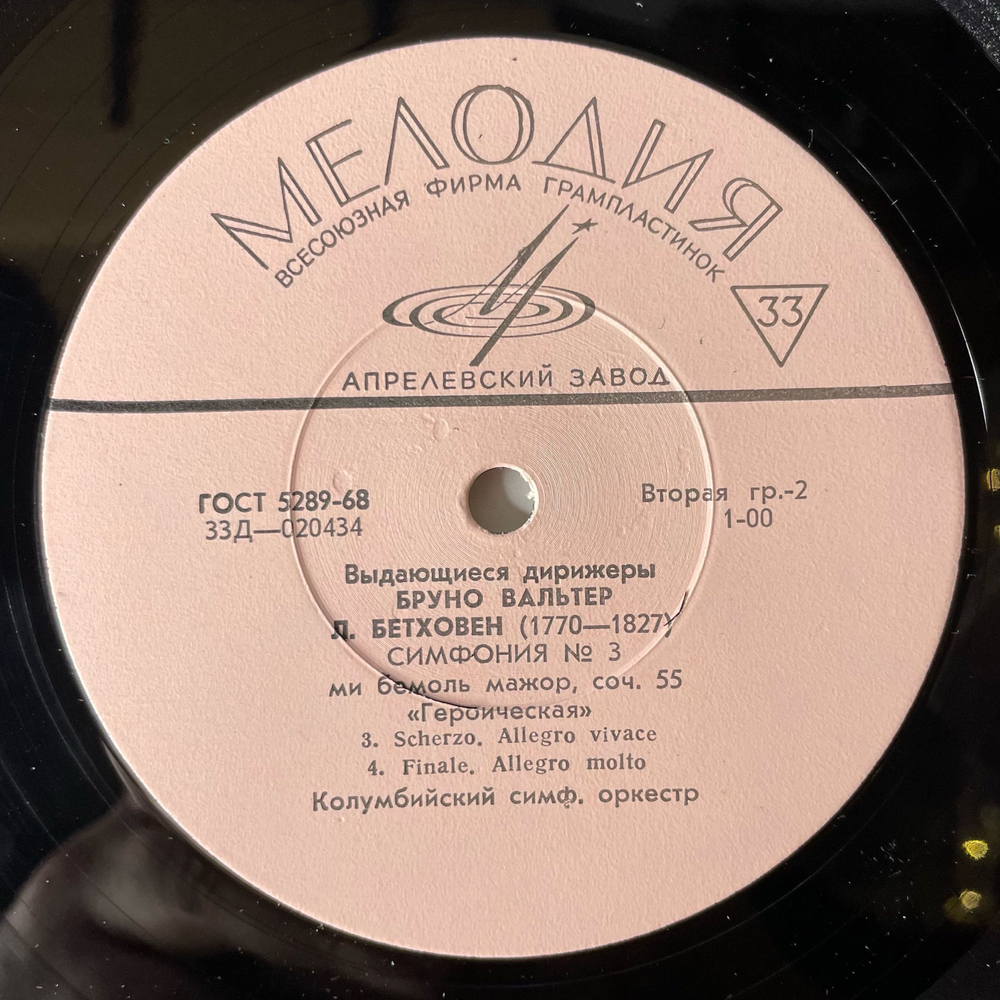 МЕЛОДИЯ
ВСЕСОЮЗНАЯ ФИРМА ГРАМПЛАСТИНОК
33
АПРЕЛЕВСКИЙ ЗАВОД
ГОСТ 5289-68
33Д—020434
Вторая гр.-2
1-00
Выдающиеся дирижеры
БРУНО ВАЛЬТЕР
Л. БЕТХОВЕН (1770—1827)
СИМФОНИЯ № 3
ми бемоль мажор, соч. 55
«Героическая»
3. Scherzo. Allegro vivace
4. Finale. Allegro molto
Колумбийский симф. оркестр